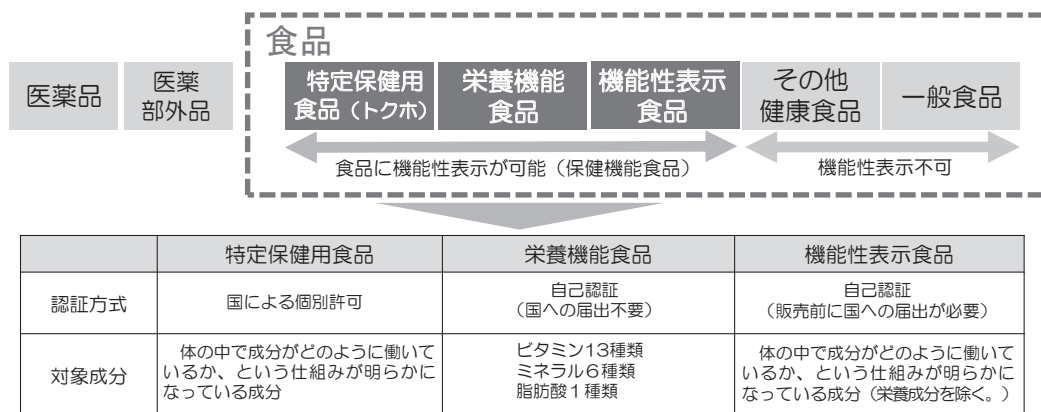 食品
医薬品
医薬
部外品
特定保健用
食品（トクホ）
栄養機能
食品
機能性表示
食品
その他
健康食品
一般食品
食品に機能性表示が可能（保健機能食品）
機能性表示不可
特定保健用食品
栄養機能食品
機能性表示食品
認証方式
国による個別許可
自己認証
（国への届出不要）
自己認証
（販売前に国への届出が必要）
対象成分
体の中で成分がどのように働いて
いるか、という仕組みが明らかに
なっている成分
ビタミン13種類
ミネラル６種類
脂肪酸１種類
体の中で成分がどのように働いて
いるか、という仕組みが明らかに
なっている成分（栄養成分を除く。）